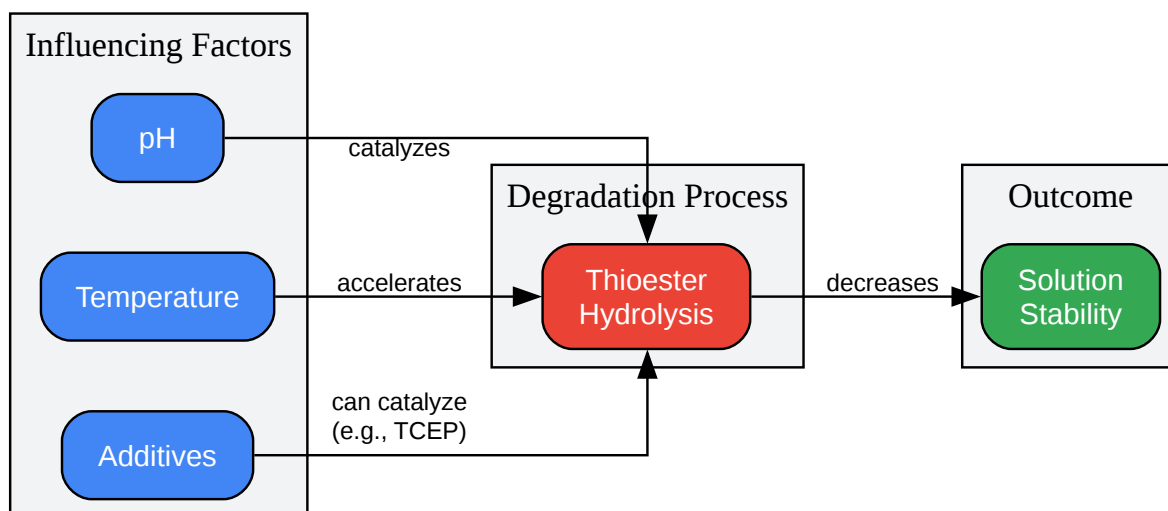 Influencing Factors
pH
catalyzes
Degradation Process
Outcome
Temperature
accelerates
Thioester
Hydrolysis
decreases
Solution
Stability
can catalyze
(e.g., TCEP)
Additives